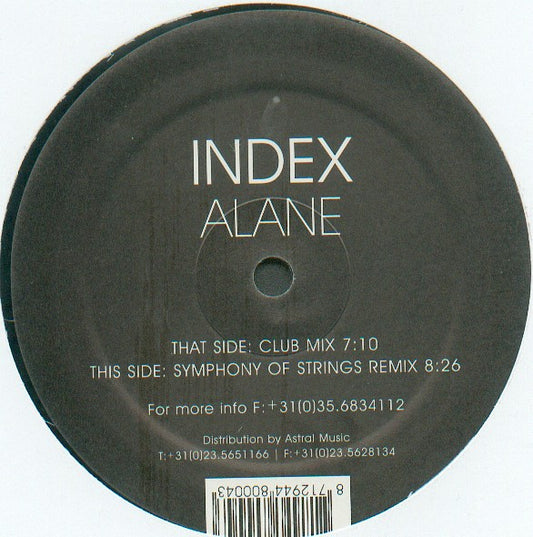 INDEX
ALANE
THAT SIDE: CLUB MIX 7:10
THIS SIDE: SYMPHONY OF STRINGS REMIX 8:26
For more info F:+31(0)35.6834112
Distribution by Astral Music
T:+31(0)23.5651166 | F:+31(0)23.5628134
8 712944 800043